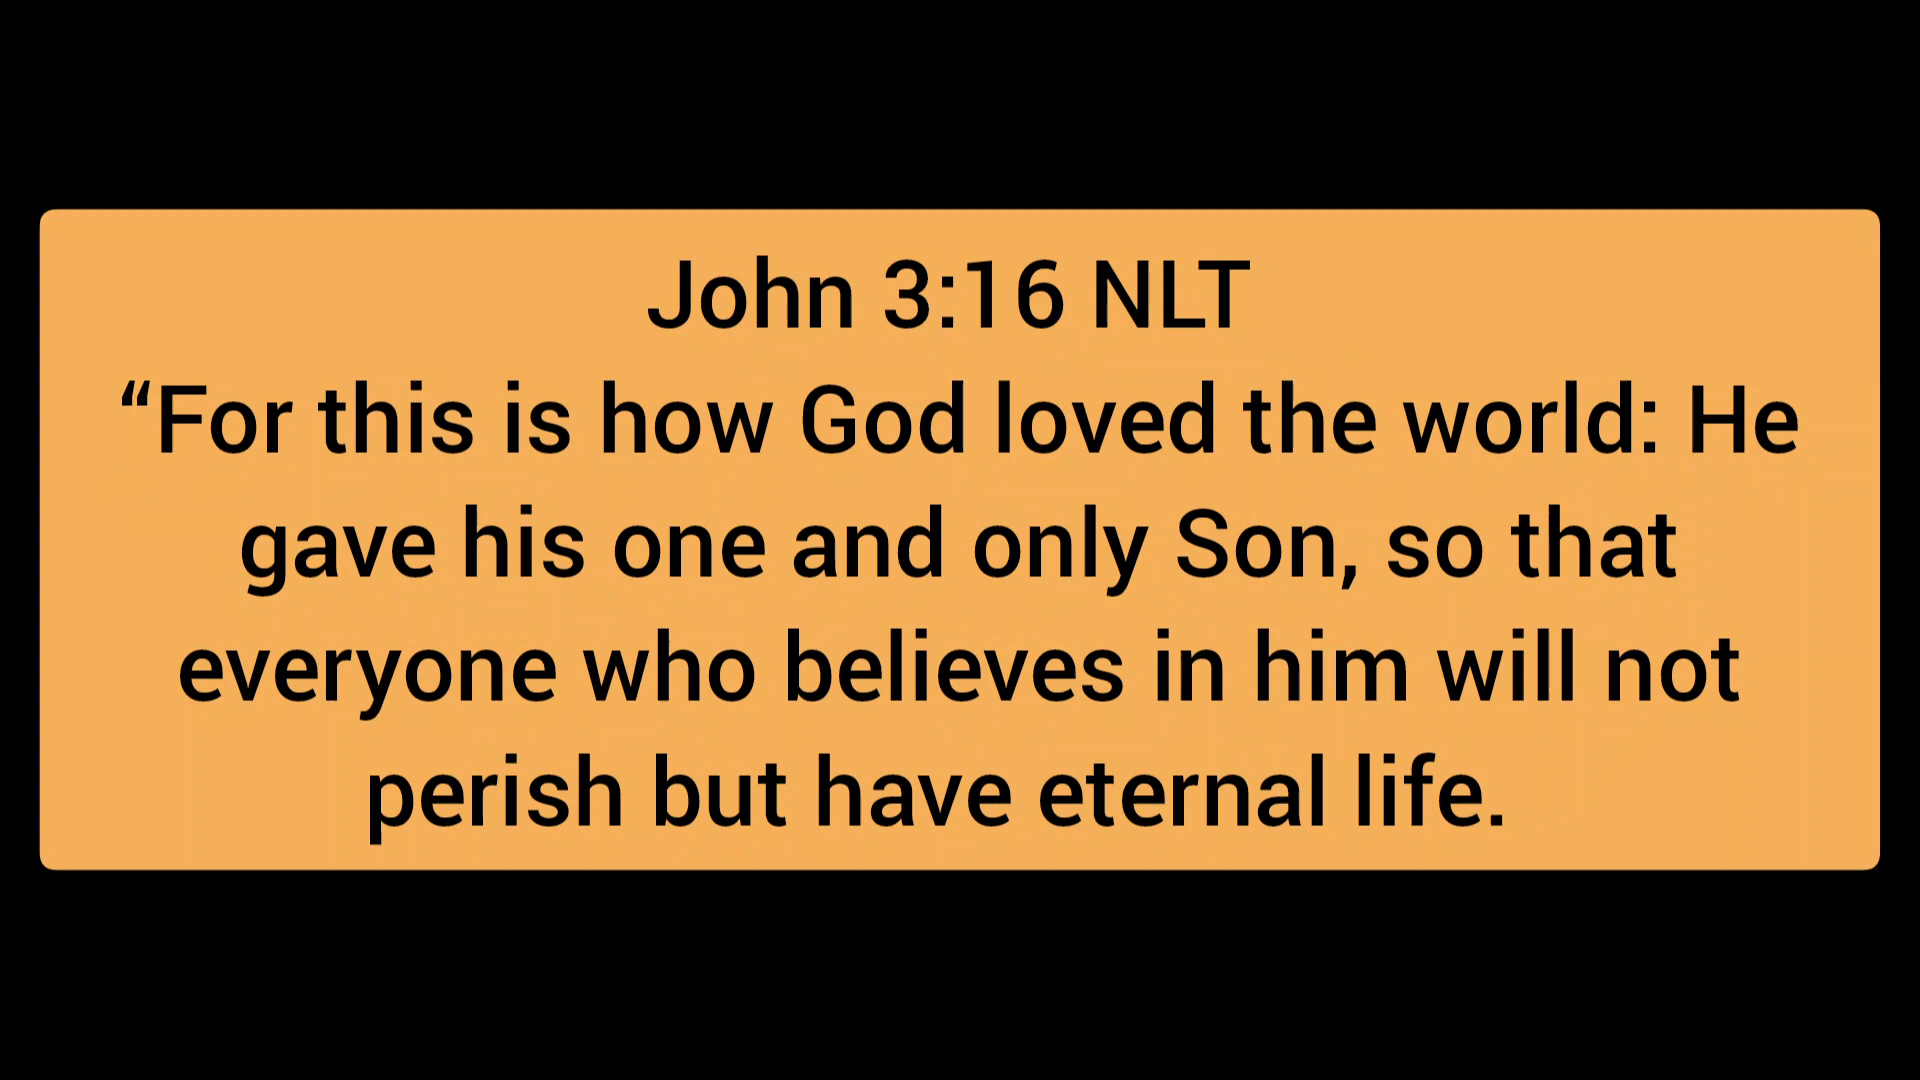 John 3:16 NLT
“For this is how God loved the world: He
gave his one and only Son, so that
everyone who believes in him will not
perish but have eternal life.